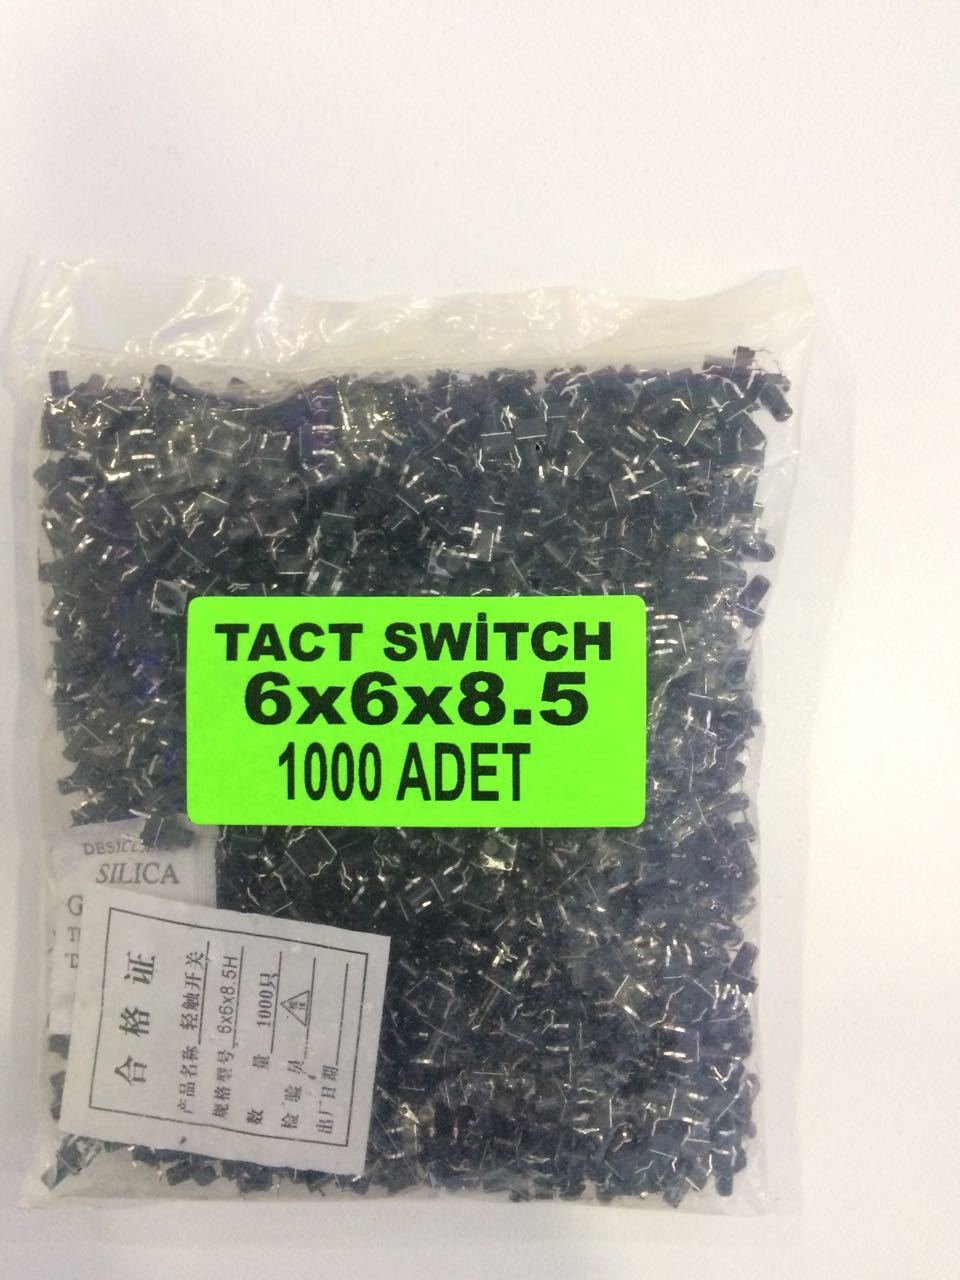 TACT SWİTCH
6x6x8.5
1000 ADET
SILICA
合格证
产品名称 轻触开关
规格型号 6x6x8.5H
数量 1000只
检验员
出厂日期